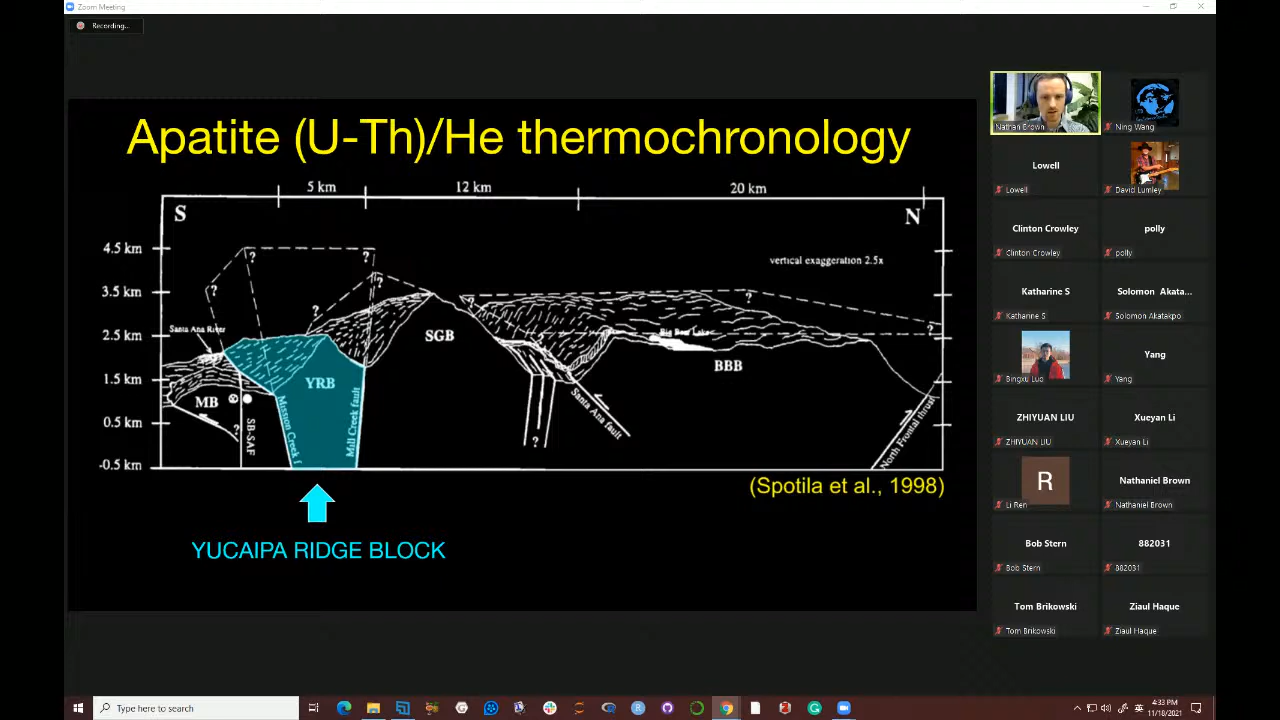 Zoom Meeting
Recording...
Apatite (U-Th)/He thermochronology
5 km
12 km
20 km
S
N
4.5 km
?
?
vertical exaggeration 2.5x
3.5 km
?
?
?
?
?
?
Santa Ana River
2.5 km
Big Bear Lake
SGB
BBB
1.5 km
YRB
MB
Mission Creek f
Mill Creek fault
Santa Ana fault
0.5 km
SB-SAF
?
?
North Frontal thrust
-0.5 km
(Spotila et al., 1998)
YUCAIPA RIDGE BLOCK
Nathan Brown
Ning Wang
Lowell
Lowell
David Lumley
Clinton Crowley
Clinton Crowley
polly
polly
Katharine S
Katharine S
Solomon Akata...
Solomon Akatakpo
Bingxu Luo
Yang
Yang
ZHIYUAN LIU
ZHIYUAN LIU
Xueyan Li
Xueyan Li
R
Li Ren
Nathaniel Brown
Nathaniel Brown
Bob Stern
Bob Stern
882031
882031
Tom Brikowski
Tom Brikowski
Ziaul Haque
Ziaul Haque
Type here to search
英
4:33 PM
11/18/2021